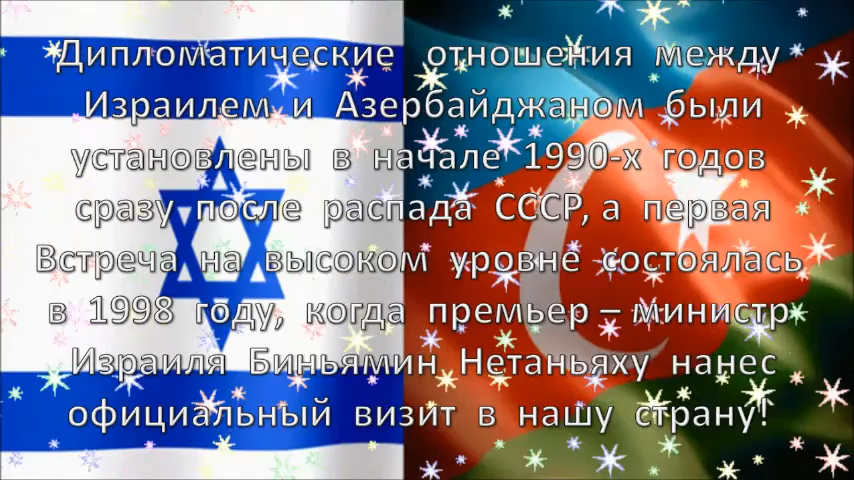 Дипломатические отношения между
Израилем и Азербайджаном были
установлены в начале 1990-х годов
сразу после распада СССР, а первая
Встреча на высоком уровне состоялась
в 1998 году, когда премьер – министр
Израиля Биньямин Нетаньяху нанес
официальный визит в нашу страну!